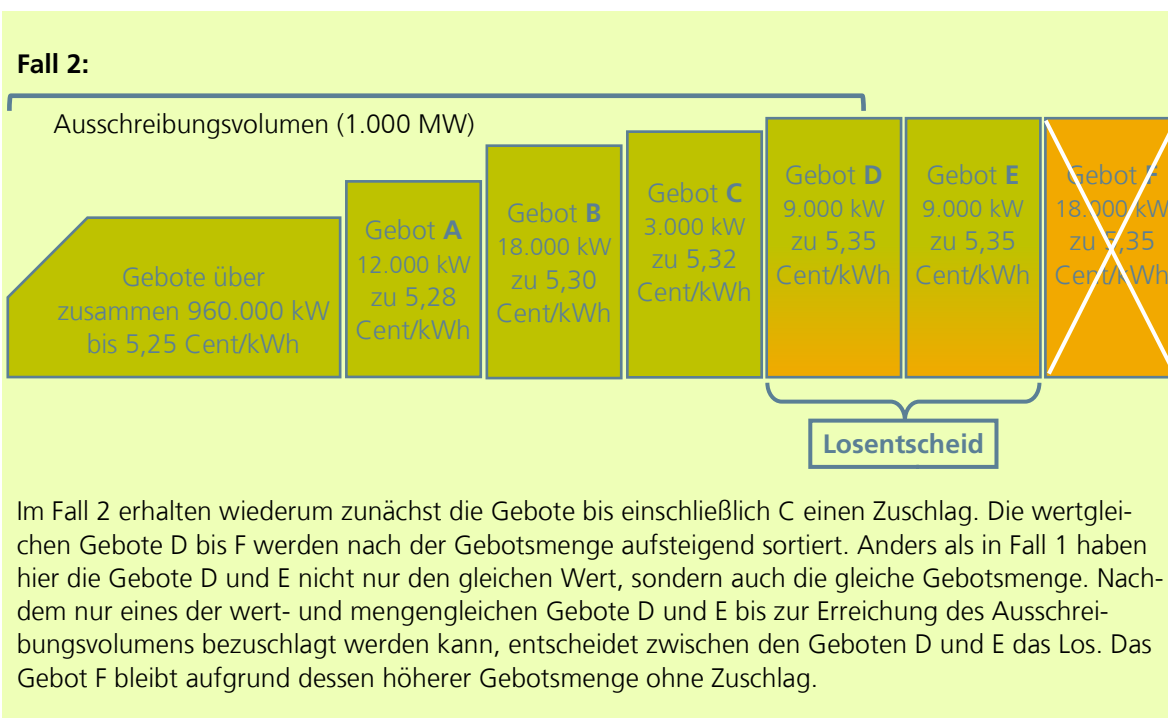 Fall 2:
Ausschreibungsvolumen (1.000 MW)
Gebote über
zusammen 960.000 kW
bis 5,25 Cent/kWh
Gebot A
12.000 kW
zu 5,28
Cent/kWh
Gebot B
18.000 kW
zu 5,30
Cent/kWh
Gebot C
3.000 kW
zu 5,32
Cent/kWh
Gebot D
9.000 kW
zu 5,35
Cent/kWh
Gebot E
9.000 kW
zu 5,35
Cent/kWh
Gebot F
18.000 kW
zu 5,35
Cent/kWh
Losentscheid
Im Fall 2 erhalten wiederum zunächst die Gebote bis einschließlich C einen Zuschlag. Die wertglei-
chen Gebote D bis F werden nach der Gebotsmenge aufsteigend sortiert. Anders als in Fall 1 haben
hier die Gebote D und E nicht nur den gleichen Wert, sondern auch die gleiche Gebotsmenge. Nach-
dem nur eines der wert- und mengengleichen Gebote D und E bis zur Erreichung des Ausschrei-
bungsvolumens bezuschlagt werden kann, entscheidet zwischen den Geboten D und E das Los. Das
Gebot F bleibt aufgrund dessen höherer Gebotsmenge ohne Zuschlag.